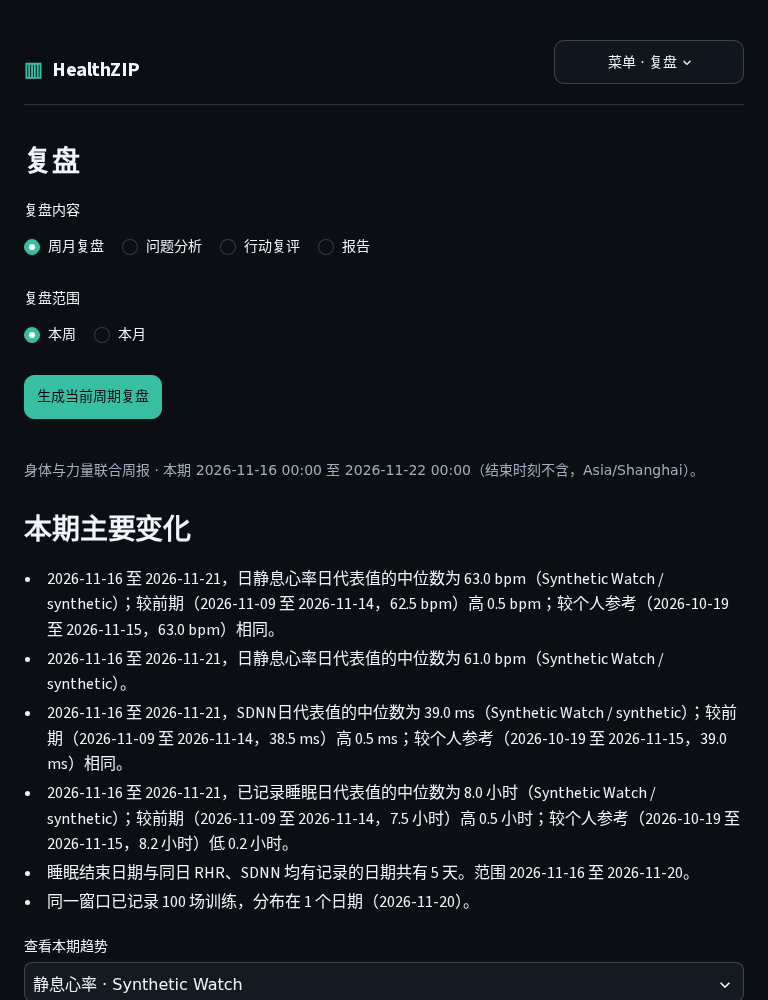 HealthZIP
菜单 · 复盘
复盘
复盘内容
周月复盘 问题分析 行动复评 报告
复盘范围
本周 本月
生成当前周期复盘
身体与力量联合周报 · 本期 2026-11-16 00:00 至 2026-11-22 00:00（结束时刻不含，Asia/Shanghai）。
本期主要变化
• 2026-11-16 至 2026-11-21，日静息心率日代表值的中位数为 63.0 bpm（Synthetic Watch /
synthetic）；较前期（2026-11-09 至 2026-11-14，62.5 bpm）高 0.5 bpm；较个人参考（2026-10-19
至 2026-11-15，63.0 bpm）相同。
• 2026-11-16 至 2026-11-21，日静息心率日代表值的中位数为 61.0 bpm（Synthetic Watch /
synthetic）。
• 2026-11-16 至 2026-11-21，SDNN日代表值的中位数为 39.0 ms（Synthetic Watch / synthetic）；较前
期（2026-11-09 至 2026-11-14，38.5 ms）高 0.5 ms；较个人参考（2026-10-19 至 2026-11-15，39.0
ms）相同。
• 2026-11-16 至 2026-11-21，已记录睡眠日代表值的中位数为 8.0 小时（Synthetic Watch /
synthetic）；较前期（2026-11-09 至 2026-11-14，7.5 小时）高 0.5 小时；较个人参考（2026-10-19 至
2026-11-15，8.2 小时）低 0.2 小时。
• 睡眠结束日期与同日 RHR、SDNN 均有记录的日期共有 5 天。范围 2026-11-16 至 2026-11-20。
• 同一窗口已记录 100 场训练，分布在 1 个日期（2026-11-20）。
查看本期趋势
静息心率 · Synthetic Watch